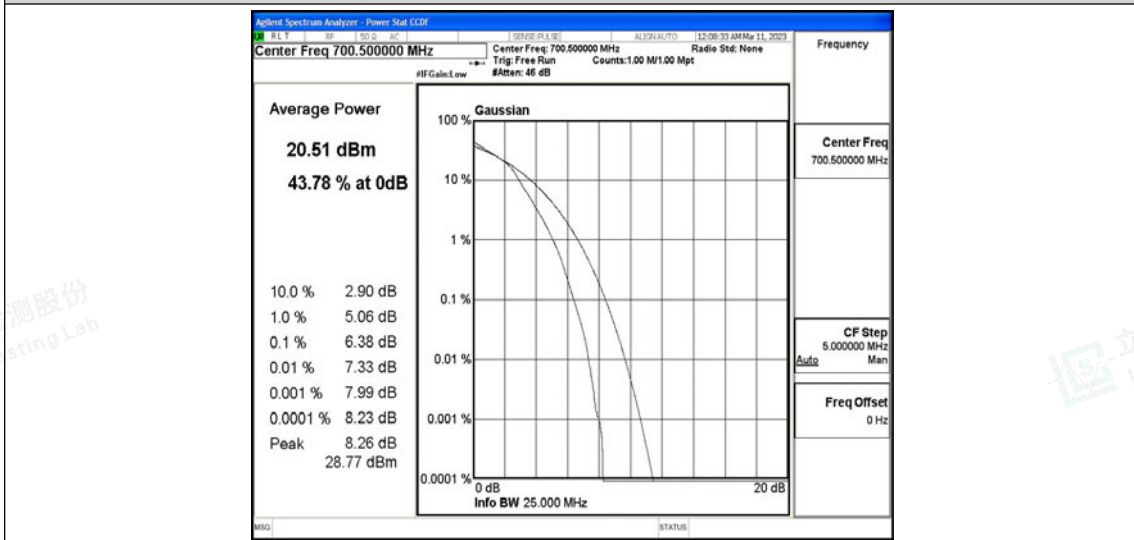 Agilent Spectrum Analyzer - Power Stat CCDF
RLT RF 50 Ω AC SENSE:PULSE ALIGNAUTO 12:08:33 AM Mar 11, 2023
Center Freq 700.500000 MHz
Center Freq: 700.500000 MHz Radio Std: None
Trig: Free Run Counts:1.00 M/1.00 Mpt
#IFGain:Low #Atten: 46 dB
Frequency
Average Power
20.51 dBm
43.78 % at 0dB
10.0 % 2.90 dB
1.0 % 5.06 dB
0.1 % 6.38 dB
0.01 % 7.33 dB
0.001 % 7.99 dB
0.0001 % 8.23 dB
Peak 8.26 dB
28.77 dBm
Gaussian
100 %
10 %
1 %
0.1 %
0.01 %
0.001 %
0.0001 %
0 dB 20 dB
Info BW 25.000 MHz
Center Freq
700.500000 MHz
CF Step
5.000000 MHz
Auto Man
Freq Offset
0 Hz
MSG STATUS
测股份
esting Lab